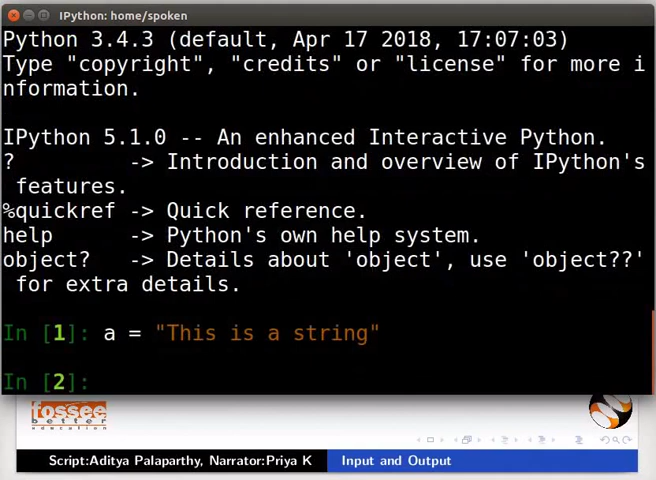 IPython: home/spoken
Python 3.4.3 (default, Apr 17 2018, 17:07:03)
Type "copyright", "credits" or "license" for more i
nformation.
IPython 5.1.0 -- An enhanced Interactive Python.
?         -> Introduction and overview of IPython's
 features.
%quickref -> Quick reference.
help      -> Python's own help system.
object?   -> Details about 'object', use 'object??'
 for extra details.
In [1]: a = "This is a string"
In [2]:
fossee
better
education
Script:Aditya Palaparthy, Narrator:Priya K Input and Output